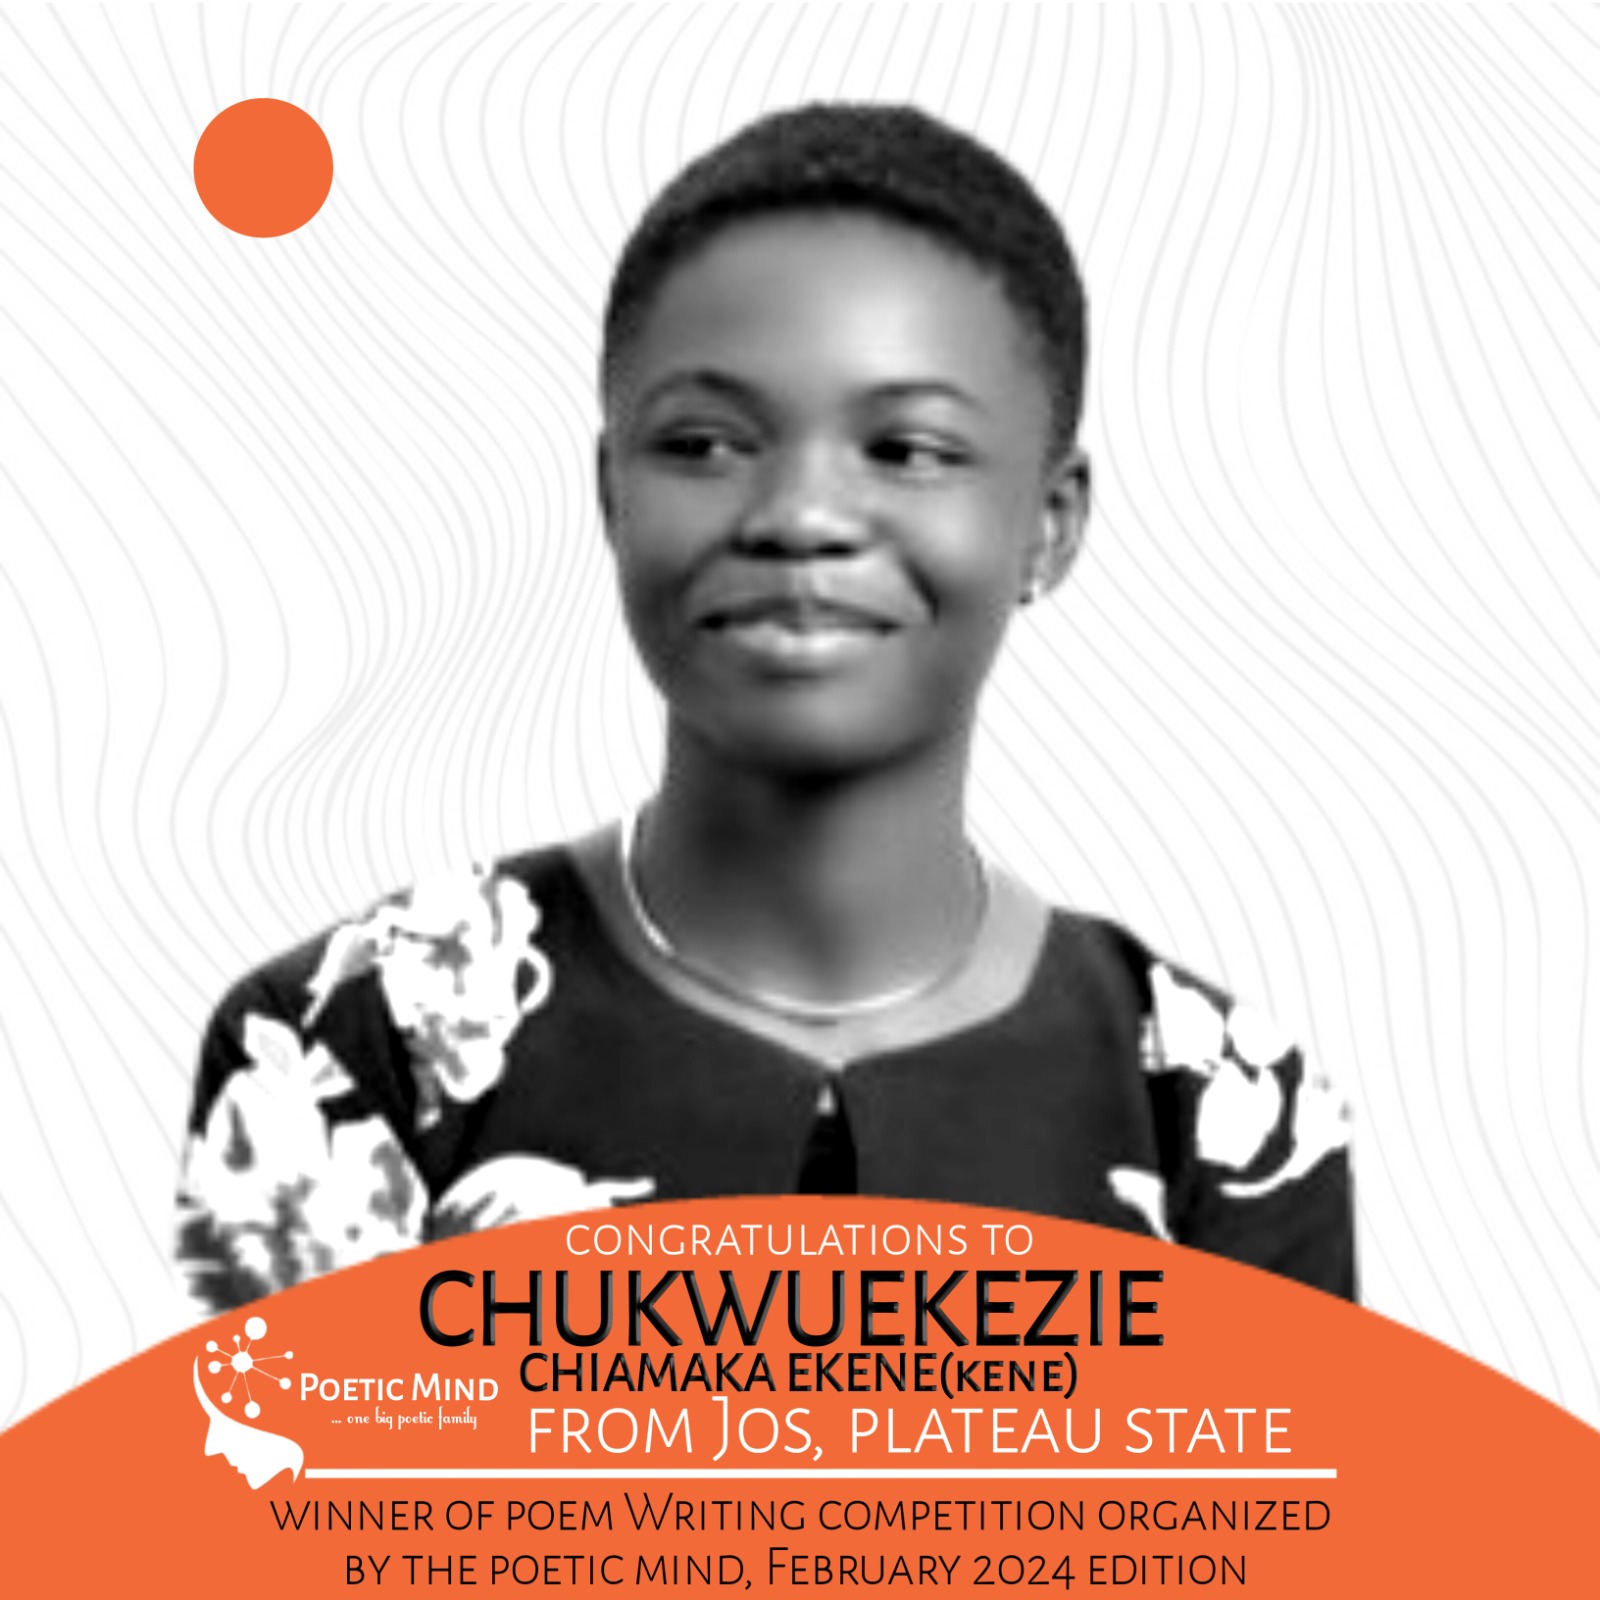 CONGRATULATIONS TO
CHUKWUEKEZIE
CHIAMAKA EKENE(KENE)
FROM JOS, PLATEAU STATE
POETIC MIND
... one big poetic family
WINNER OF POEM WRITING COMPETITION ORGANIZED
BY THE POETIC MIND, FEBRUARY 2024 EDITION